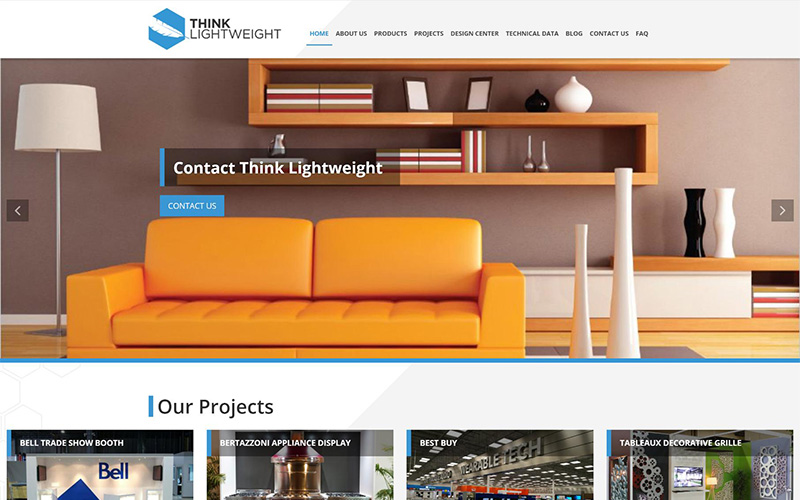 THINK
LIGHTWEIGHT
HOME ABOUT US PRODUCTS PROJECTS DESIGN CENTER TECHNICAL DATA BLOG CONTACT US FAQ
Contact Think Lightweight
CONTACT US
Our Projects
BELL TRADE SHOW BOOTH BERTAZZONI APPLIANCE DISPLAY BEST BUY TABLEAUX DECORATIVE GRILLE
Bell
WEARABLE TECH